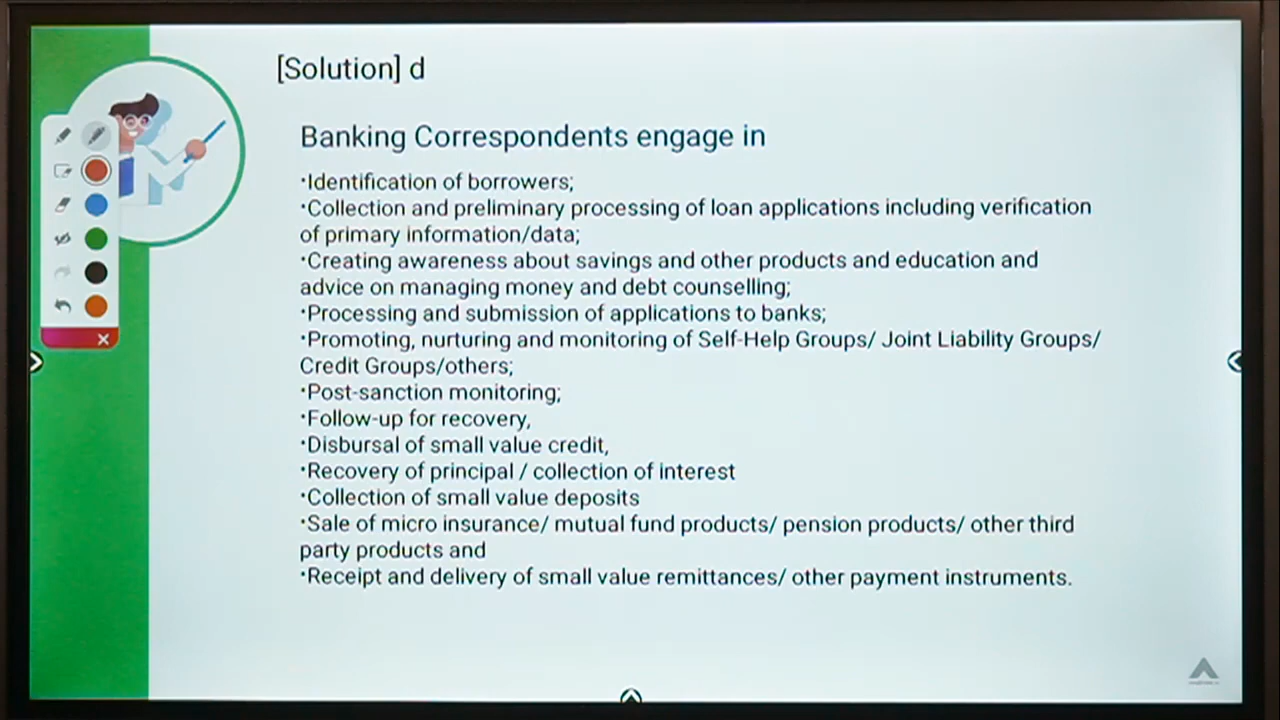 [Solution] d
Banking Correspondents engage in
•Identification of borrowers;
•Collection and preliminary processing of loan applications including verification
of primary information/data;
•Creating awareness about savings and other products and education and
advice on managing money and debt counselling;
•Processing and submission of applications to banks;
•Promoting, nurturing and monitoring of Self-Help Groups/ Joint Liability Groups/
Credit Groups/others;
•Post-sanction monitoring;
•Follow-up for recovery,
•Disbursal of small value credit,
•Recovery of principal / collection of interest
•Collection of small value deposits
•Sale of micro insurance/ mutual fund products/ pension products/ other third
party products and
•Receipt and delivery of small value remittances/ other payment instruments.